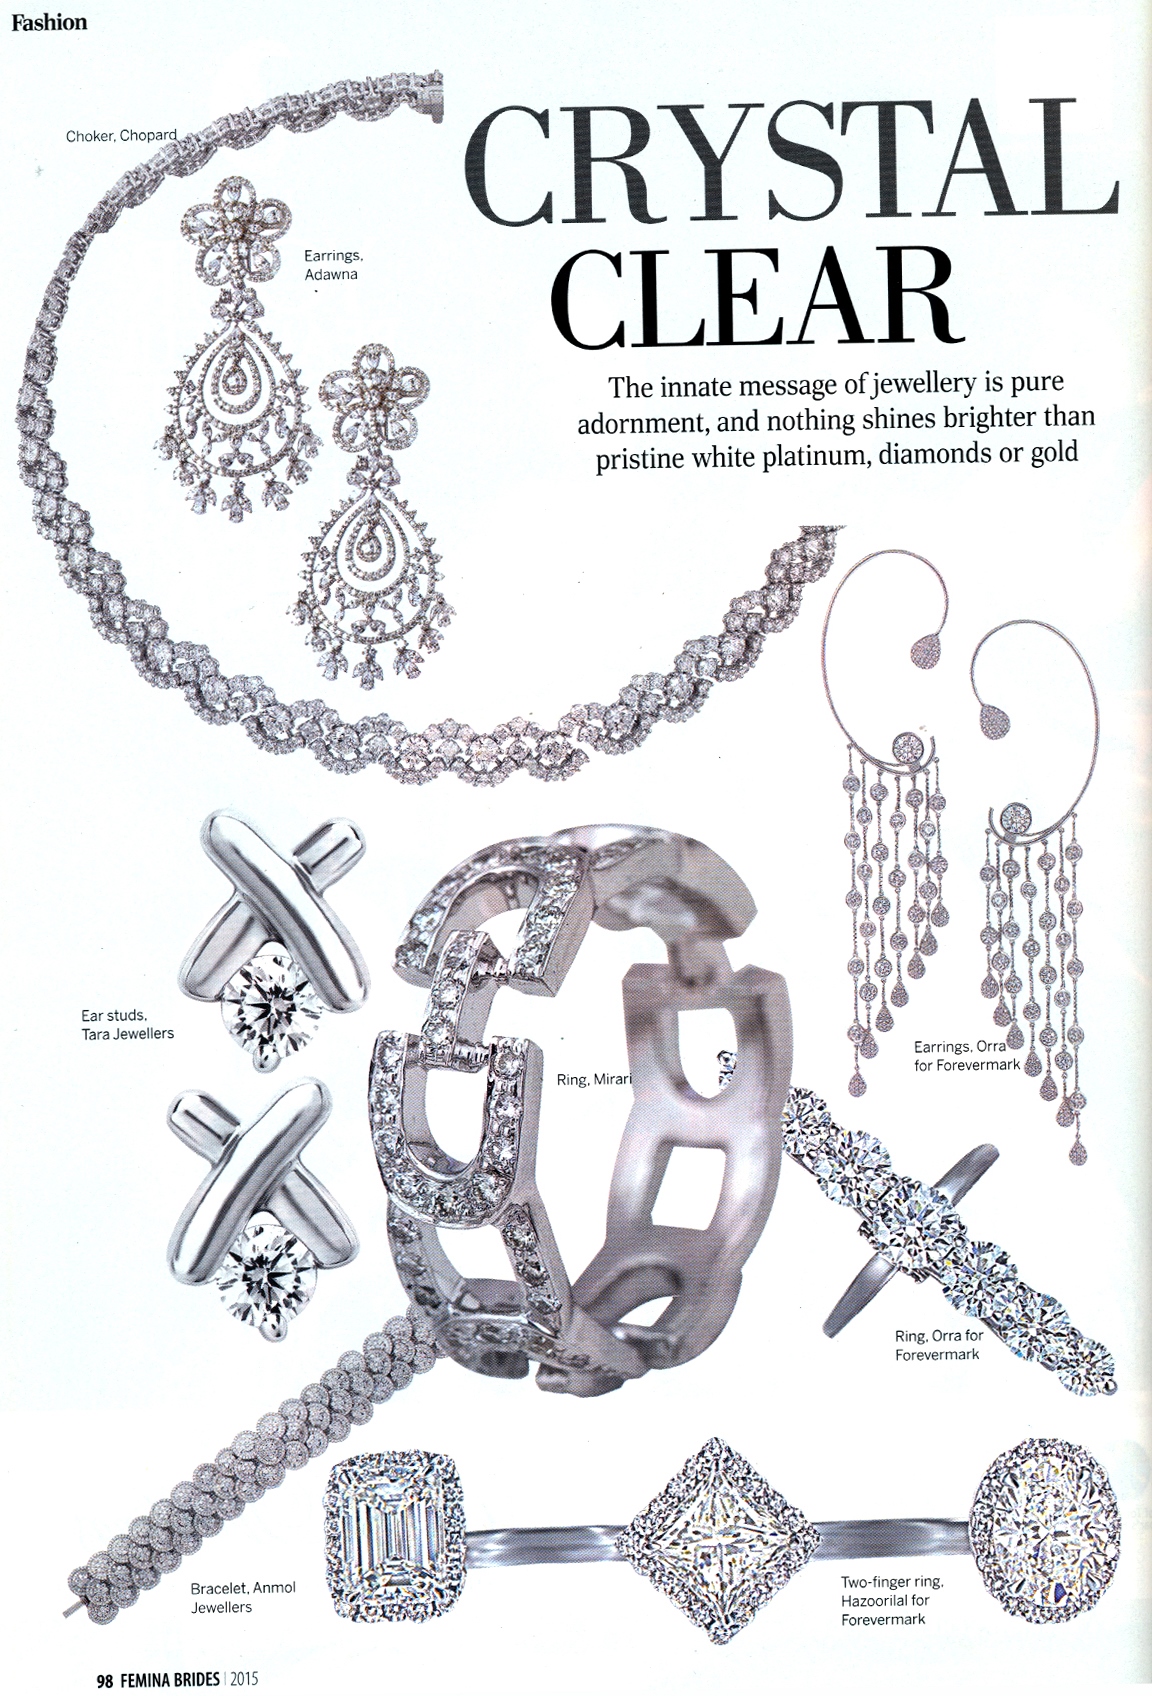 Fashion
Choker, Chopard
CRYSTAL
CLEAR
Earrings,
Adawna
The innate message of jewellery is pure
adornment, and nothing shines brighter than
pristine white platinum, diamonds or gold
Ear studs,
Tara Jewellers
Ring, Mirari
Earrings, Orra
for Forevermark
Ring, Orra for
Forevermark
Bracelet, Anmol
Jewellers
Two-finger ring,
Hazoorilal for
Forevermark
98 FEMINA BRIDES | 2015